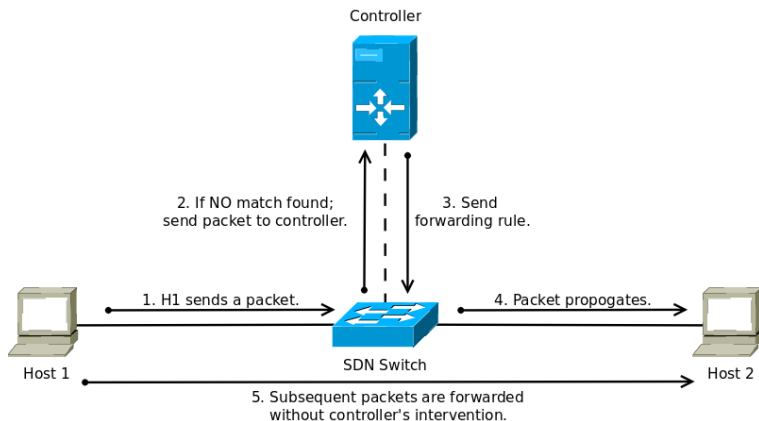 Controller
2. If NO match found;
send packet to controller.
3. Send
forwarding rule.
1. H1 sends a packet.
4. Packet propogates.
Host 1
SDN Switch
Host 2
5. Subsequent packets are forwarded
without controller's intervention.